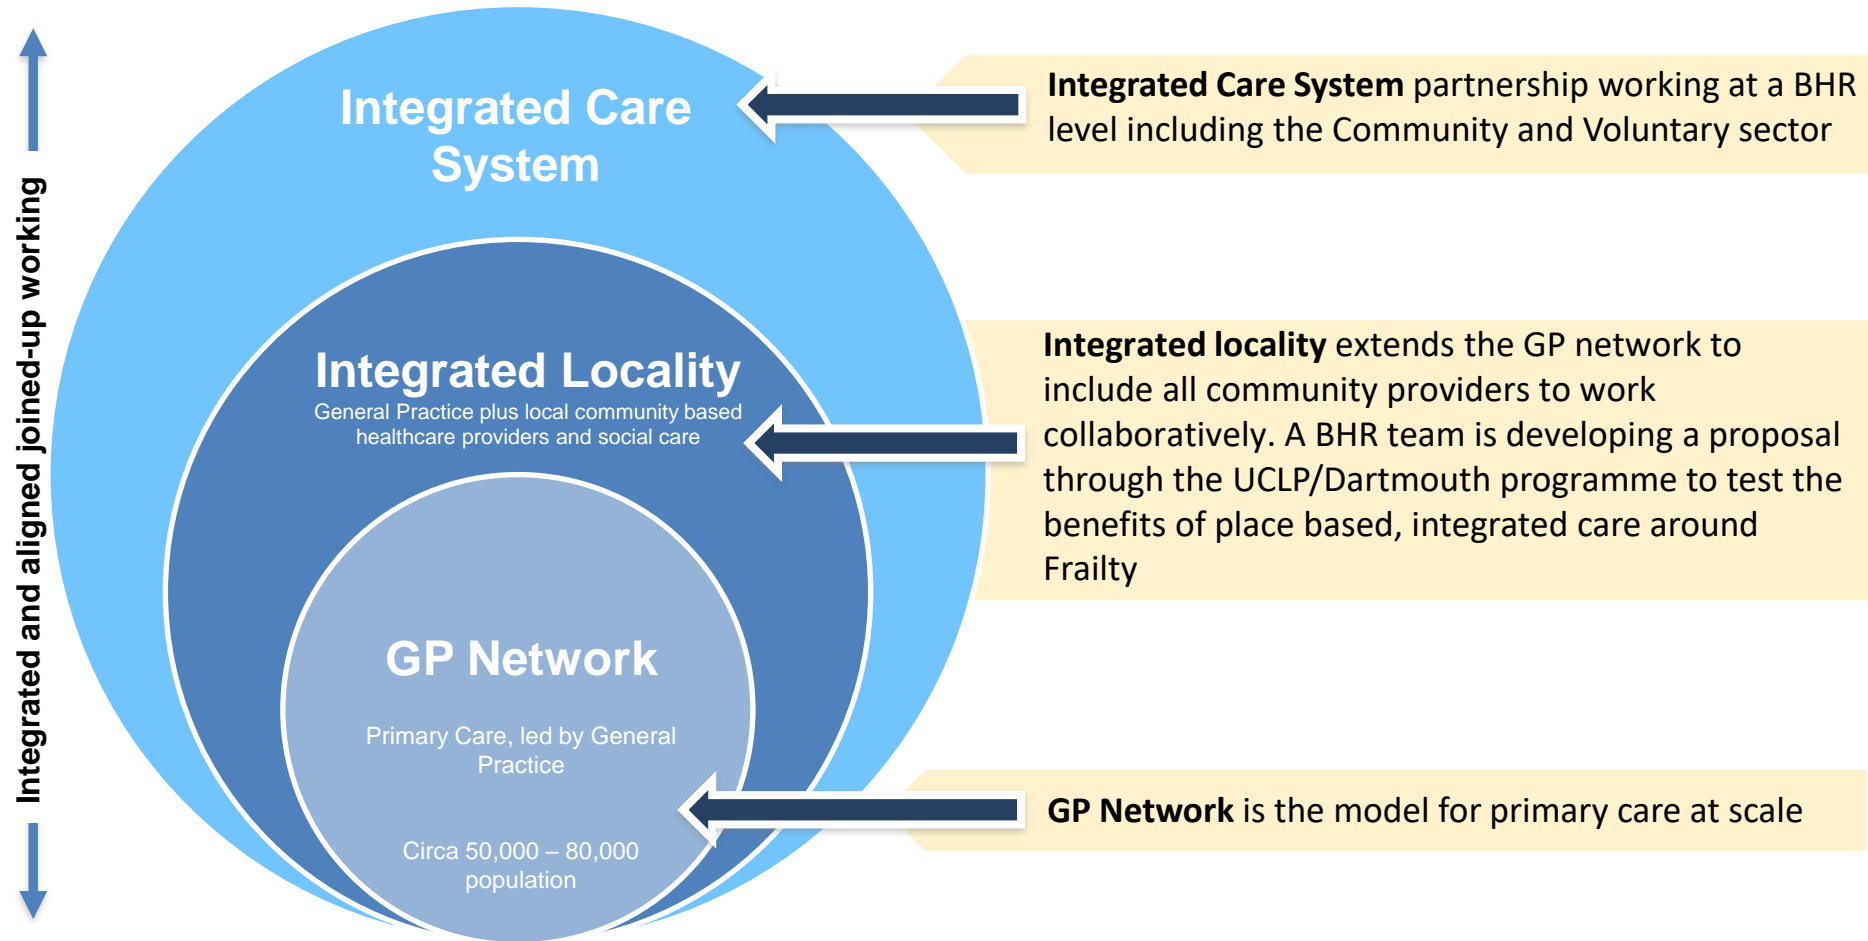 Integrated and aligned joined-up working
Integrated Care
System
Integrated Care System partnership working at a BHR
level including the Community and Voluntary sector
Integrated Locality
General Practice plus local community based
healthcare providers and social care
Integrated locality extends the GP network to
include all community providers to work
collaboratively. A BHR team is developing a proposal
through the UCLP/Dartmouth programme to test the
benefits of place based, integrated care around
Frailty
GP Network
Primary Care, led by General
Practice
Circa 50,000 – 80,000
population
GP Network is the model for primary care at scale